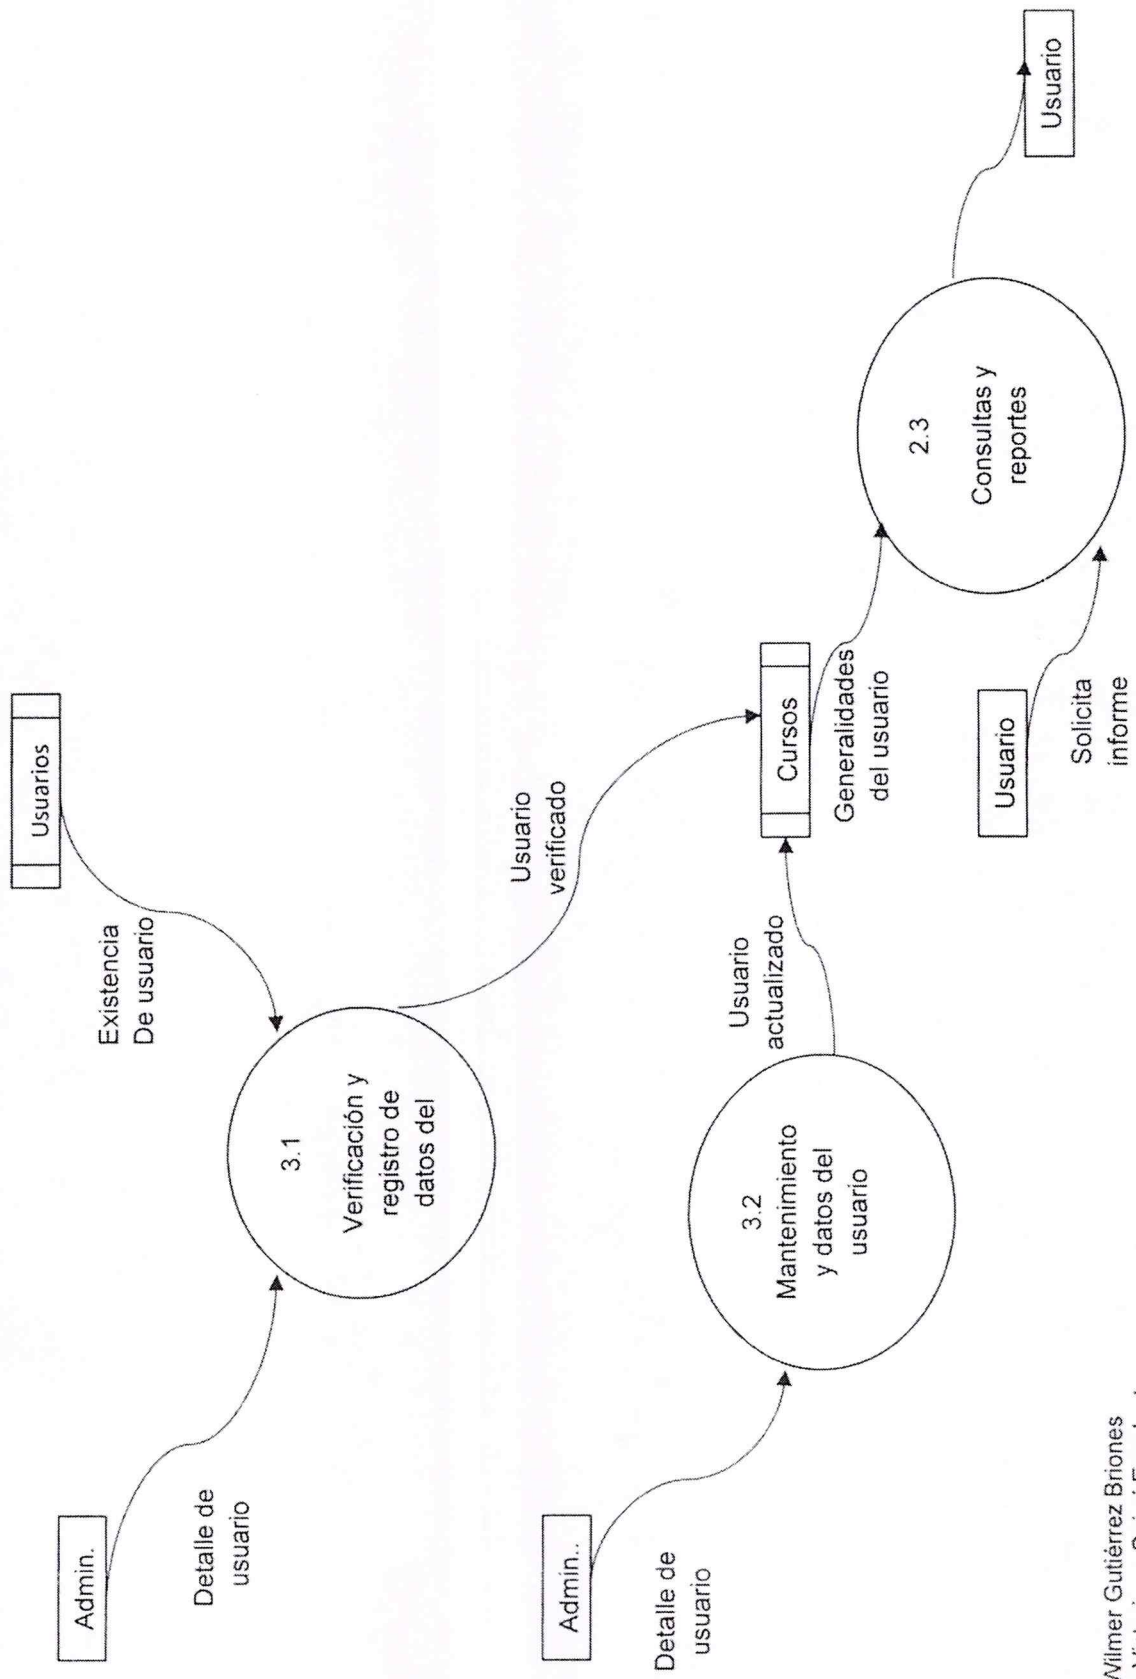 Usuarios
Existencia
De usuario
Admin.
Detalle de
usuario
3.1
Verificación y
registro de
datos del
Usuario
verificado
Admin..
Detalle de
usuario
3.2
Mantenimiento
y datos del
usuario
Usuario
actualizado
Cursos
Generalidades
del usuario
Usuario
Solicita
informe
2.3
Consultas y
reportes
Usuario
Wilmer Gutiérrez Briones